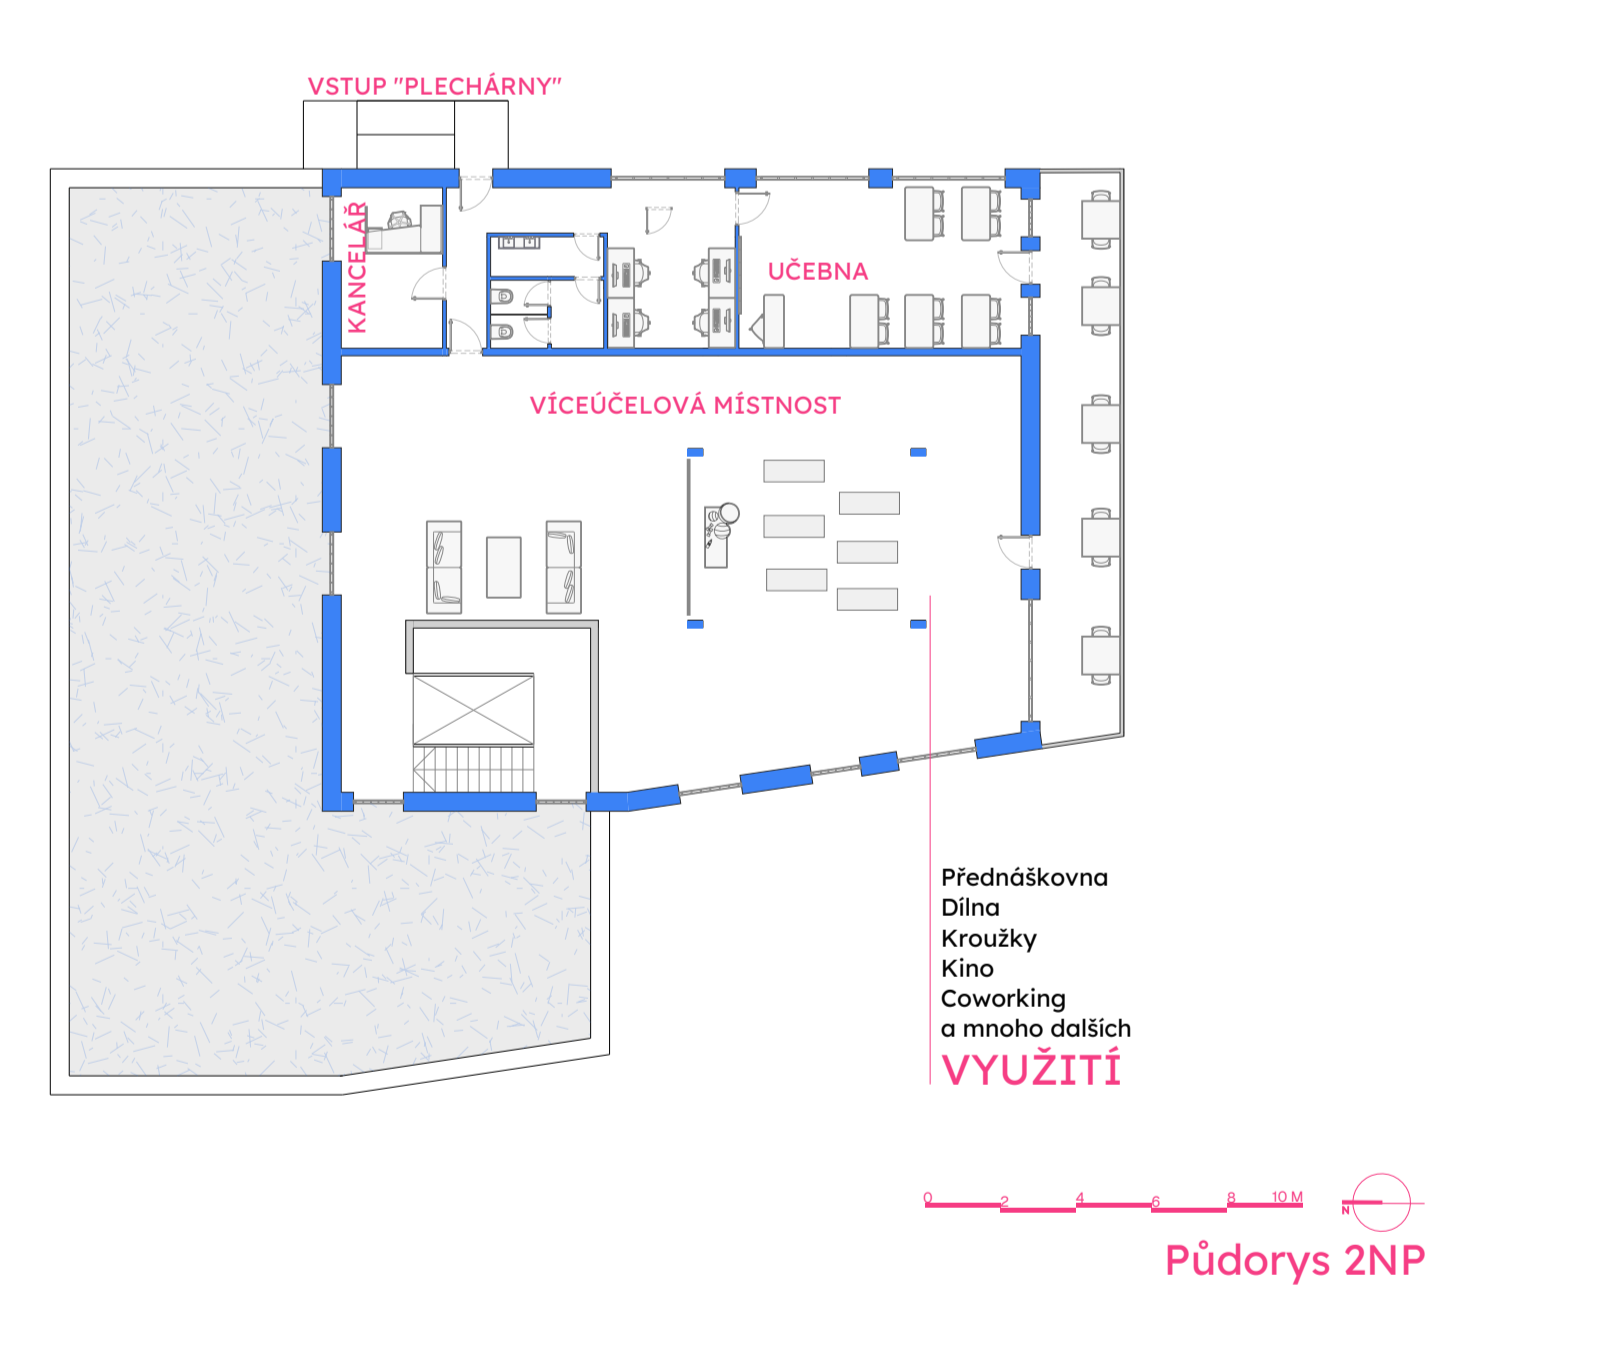 VSTUP "PLECHÁRNY"
KANCELÁŘ
UČEBNA
VÍCEÚČELOVÁ MÍSTNOST
Přednáškovna
Dílna
Kroužky
Kino
Coworking
a mnoho dalších
VYUŽITÍ
0 2 4 6 8 10 M
N
Půdorys 2NP